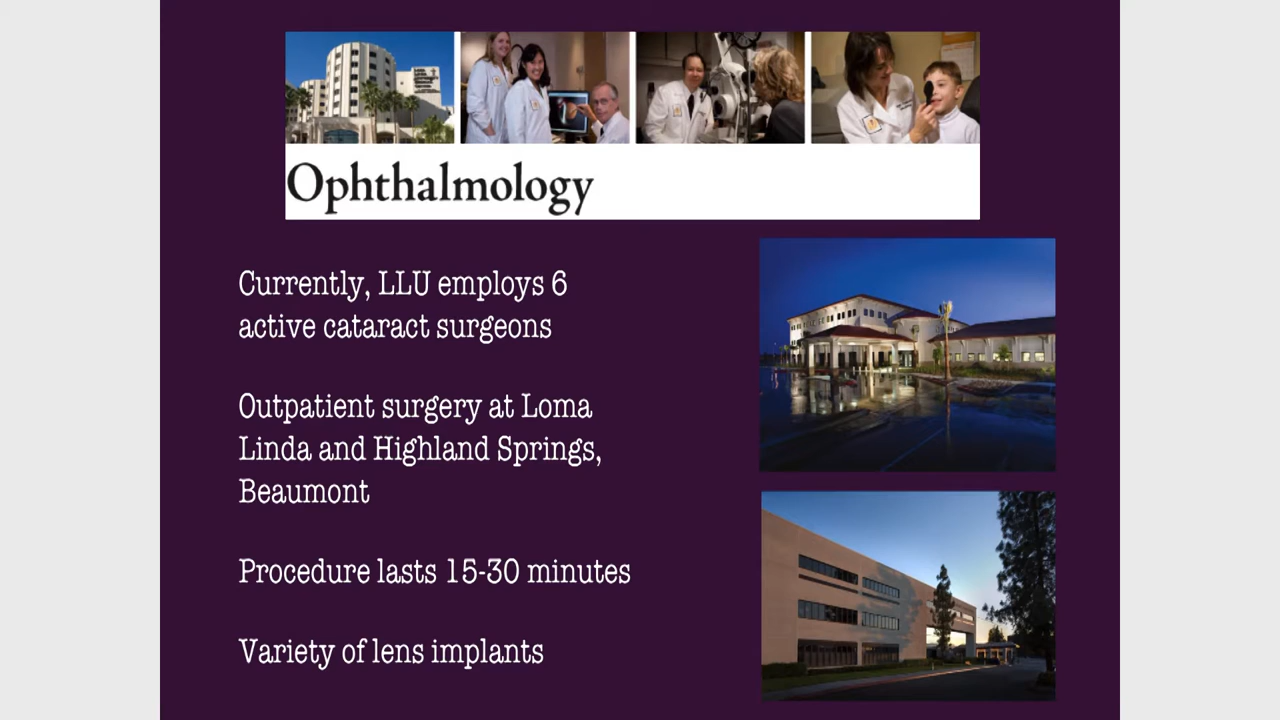 Ophthalmology
Currently, LLU employs 6
active cataract surgeons
Outpatient surgery at Loma
Linda and Highland Springs,
Beaumont
Procedure lasts 15-30 minutes
Variety of lens implants